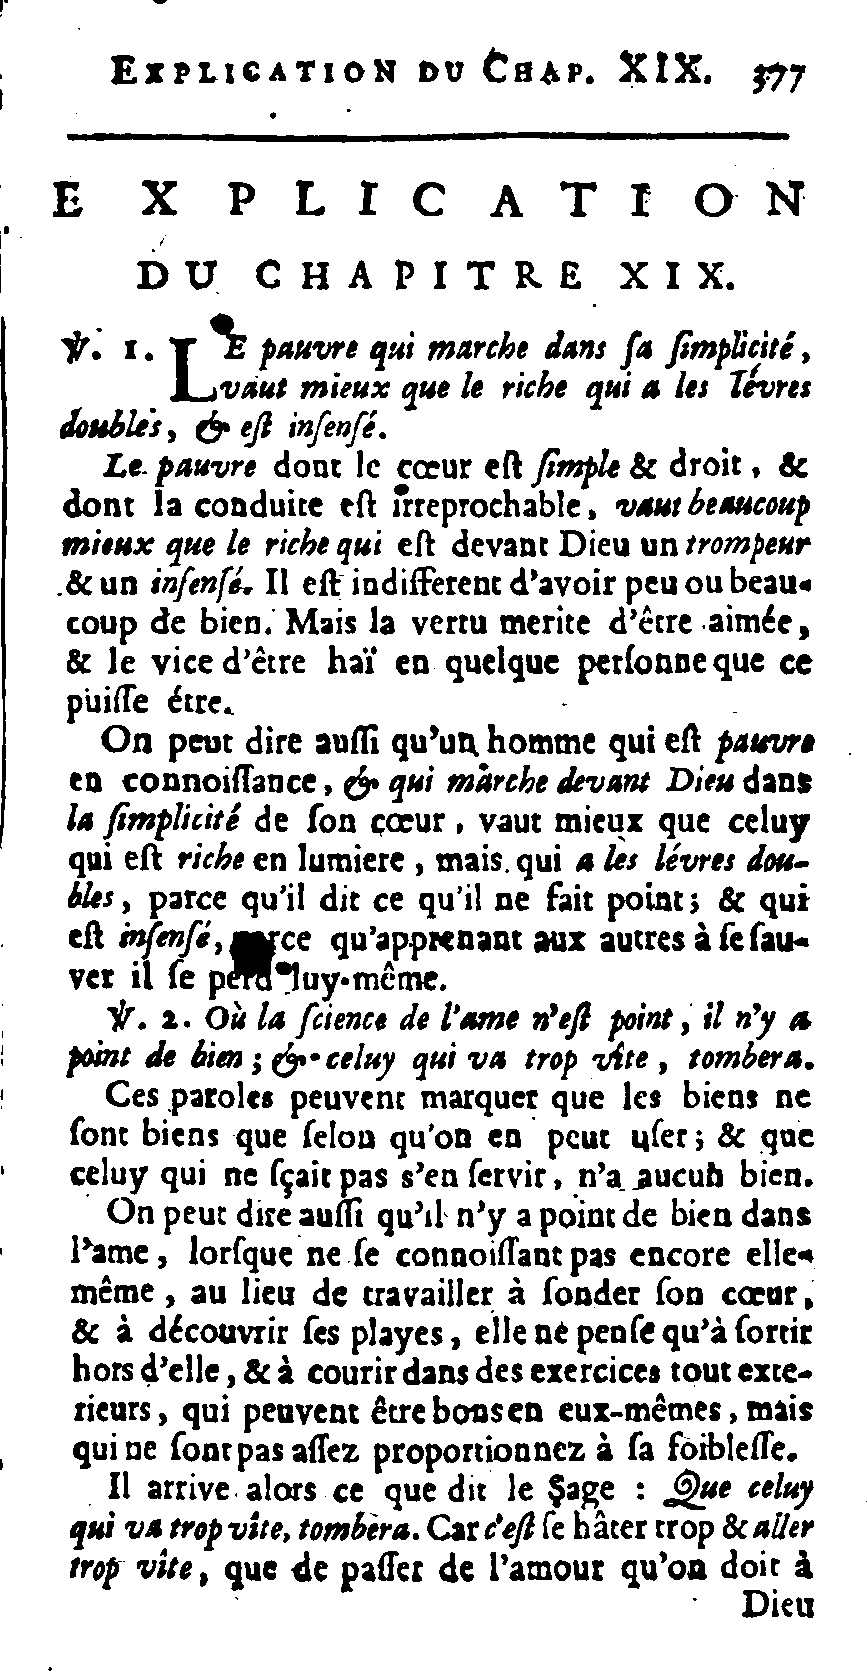 EXPLICATION DU CHAP. XIX. 377
EXPLICATION
DU CHAPITRE XIX.
℣. 1. LE pauvre qui marche dans ſa ſimplicité,
vaut mieux que le riche qui a les lévres
doubles, & eſt inſenſé.
Le pauvre dont le cœur eſt ſimple & droit, &
dont la conduite eſt irreprochable, vaut beaucoup
mieux que le riche qui eſt devant Dieu un trompeur
& un inſenſé. Il eſt indifferent d'avoir peu ou beau-
coup de bien. Mais la vertu merite d'être aimée,
& le vice d'être haï en quelque perſonne que ce
puiſſe étre.
On peut dire auſſi qu'un homme qui eſt pauvre
en connoiſſance, & qui marche devant Dieu dans
la ſimplicité de ſon cœur, vaut mieux que celuy
qui eſt riche en lumiere, mais qui a les lévres dou-
bles, parce qu'il dit ce qu'il ne fait point; & qui
eſt inſenſé, parce qu'apprenant aux autres à ſe ſau-
ver il ſe perd luy-même.
℣. 2. Où la ſcience de l'ame n'eſt point, il n'y a
point de bien; & celuy qui va trop vîte, tombera.
Ces paroles peuvent marquer que les biens ne
ſont biens que ſelon qu'on en peut uſer; & que
celuy qui ne ſçait pas s'en ſervir, n'a aucun bien.
On peut dire auſſi qu'il n'y a point de bien dans
l'ame, lorſque ne ſe connoiſſant pas encore elle-
même, au lieu de travailler à ſonder ſon cœur,
& à découvrir ſes playes, elle ne penſe qu'à ſortir
hors d'elle, & à courir dans des exercices tout exte-
rieurs, qui peuvent être bons en eux-mêmes, mais
qui ne ſont pas aſſez proportionnez à ſa foibleſſe.
Il arrive alors ce que dit le Sage : Que celuy
qui va trop vîte, tombera. Car c'eſt ſe hâter trop & aller
trop vîte, que de paſſer de l'amour qu'on doit à
Dieu